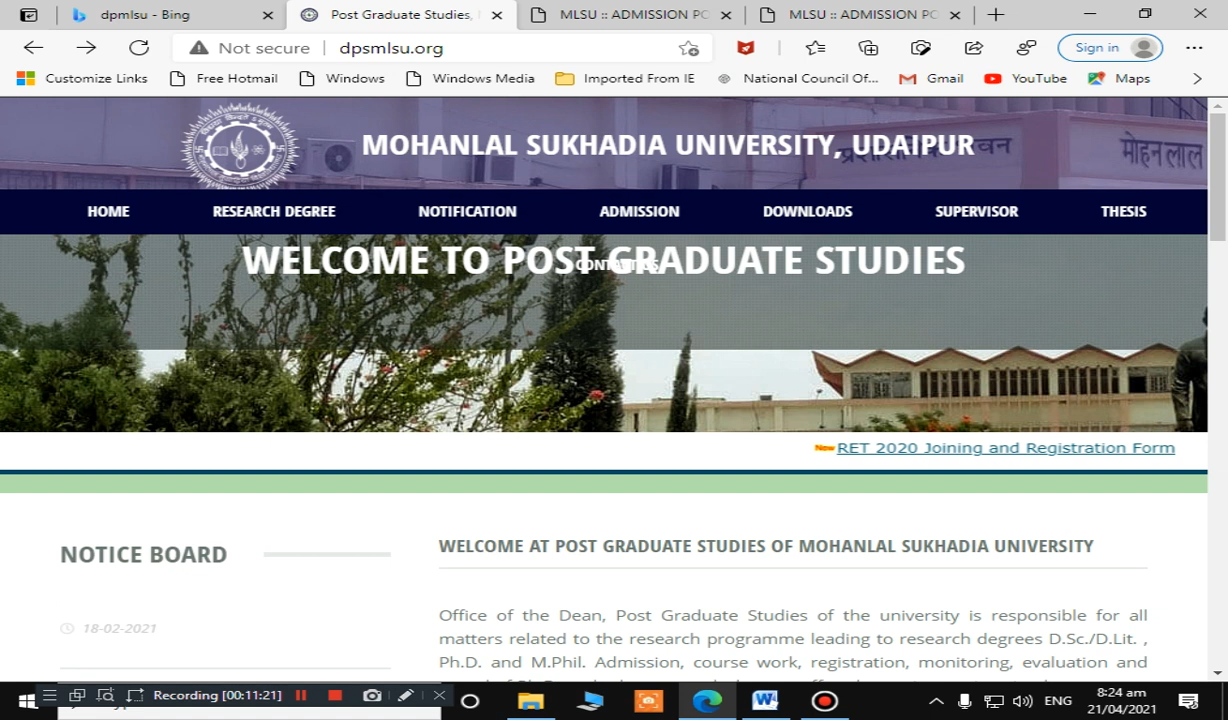 dpmlsu - Bing
Post Graduate Studies,
MLSU :: ADMISSION PO
MLSU :: ADMISSION PO
Not secure
dpsmlsu.org
Sign in
Customize Links
Free Hotmail
Windows
Windows Media
Imported From IE
National Council Of...
Gmail
YouTube
Maps
MOHANLAL SUKHADIA UNIVERSITY, UDAIPUR
मोहन लाल
HOME
RESEARCH DEGREE
NOTIFICATION
ADMISSION
DOWNLOADS
SUPERVISOR
THESIS
WELCOME TO POST GRADUATE STUDIES
New RET 2020 Joining and Registration Form
NOTICE BOARD
18-02-2021
WELCOME AT POST GRADUATE STUDIES OF MOHANLAL SUKHADIA UNIVERSITY
Office of the Dean, Post Graduate Studies of the university is responsible for all
matters related to the research programme leading to research degrees D.Sc./D.Lit. ,
Ph.D. and M.Phil. Admission, course work, registration, monitoring, evaluation and
Recording [00:11:21]
ENG
8:24 am
21/04/2021